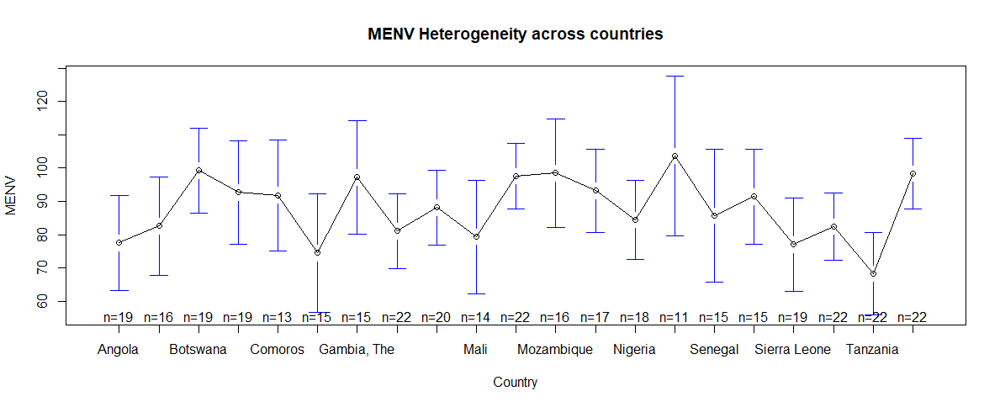 MENV Heterogeneity across countries
MENV
120
100
90
80
70
60
n=19 n=16 n=19 n=19 n=13 n=15 n=15 n=22 n=20 n=14 n=22 n=16 n=17 n=18 n=11 n=15 n=15 n=19 n=22 n=22 n=22
Angola Botswana Comoros Gambia, The Mali Mozambique Nigeria Senegal Sierra Leone Tanzania
Country